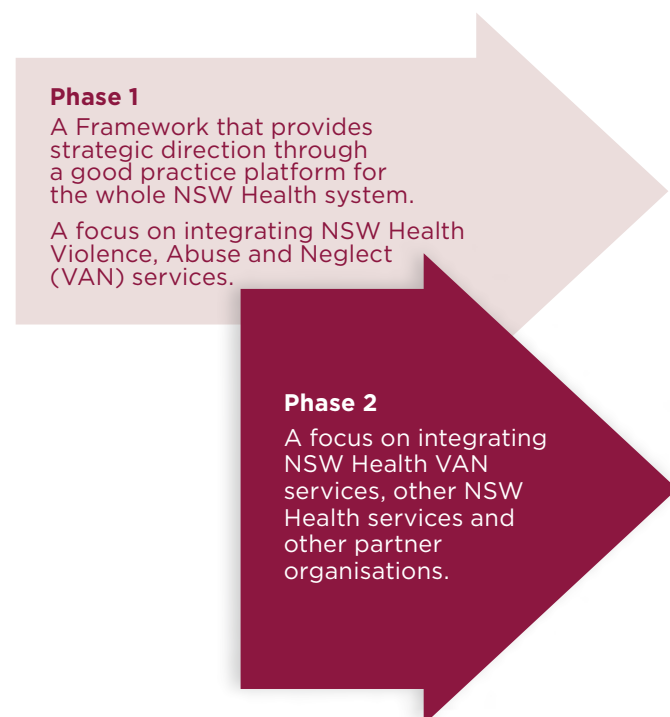 Phase 1
A Framework that provides
strategic direction through
a good practice platform for
the whole NSW Health system.
A focus on integrating NSW Health
Violence, Abuse and Neglect
(VAN) services.
Phase 2
A focus on integrating
NSW Health VAN
services, other NSW
Health services and
other partner
organisations.